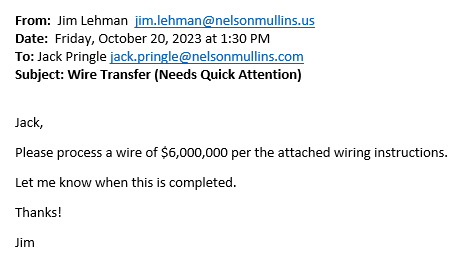 From: Jim Lehman jim.lehman@nelsonmullins.us
Date: Friday, October 20, 2023 at 1:30 PM
To: Jack Pringle jack.pringle@nelsonmullins.com
Subject: Wire Transfer (Needs Quick Attention)
Jack,
Please process a wire of $6,000,000 per the attached wiring instructions.
Let me know when this is completed.
Thanks!
Jim